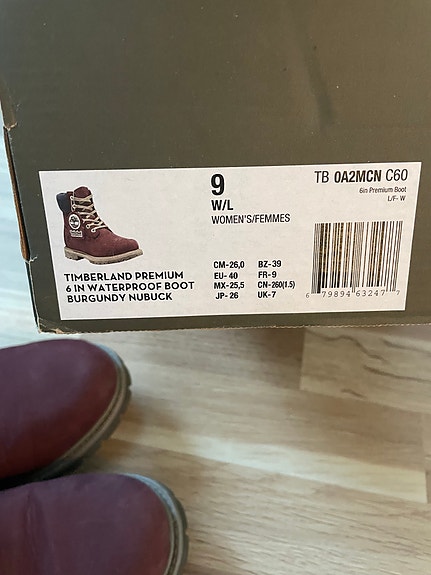 9
W/L
WOMEN'S/FEMMES
TB 0A2MCN C60
6in Premium Boot
L/F- W
TIMBERLAND PREMIUM
6 IN WATERPROOF BOOT
BURGUNDY NUBUCK
CM-26,0 BZ-39
EU- 40 FR-9
MX-25,5 CN-260(1.5)
JP- 26 UK-7
6 79894 63247 7